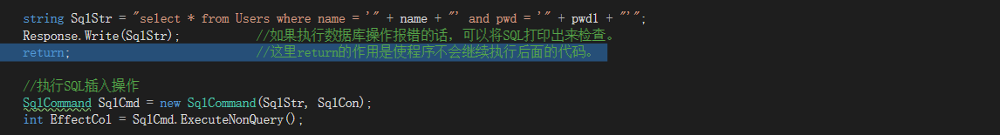 string SqlStr = "select * from Users where name = '" + name + "' and pwd = '" + pwd1 + "'";
Response.Write(SqlStr); //如果执行数据库操作报错的话，可以将SQL打印出来检查。
return; //这里return的作用是使程序不会继续执行后面的代码。
//执行SQL插入操作
SqlCommand SqlCmd = new SqlCommand(SqlStr, SqlCon);
int EffectCol = SqlCmd.ExecuteNonQuery();